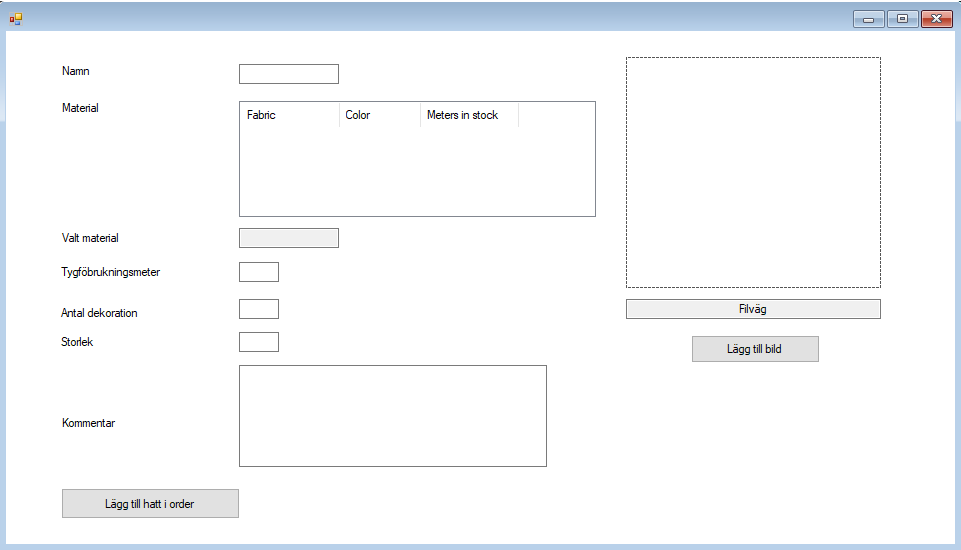 Namn
Material
Fabric Color Meters in stock
Valt material
Tygföbrukningsmeter
Antal dekoration
Storlek
Kommentar
Lägg till hatt i order
Filväg
Lägg till bild